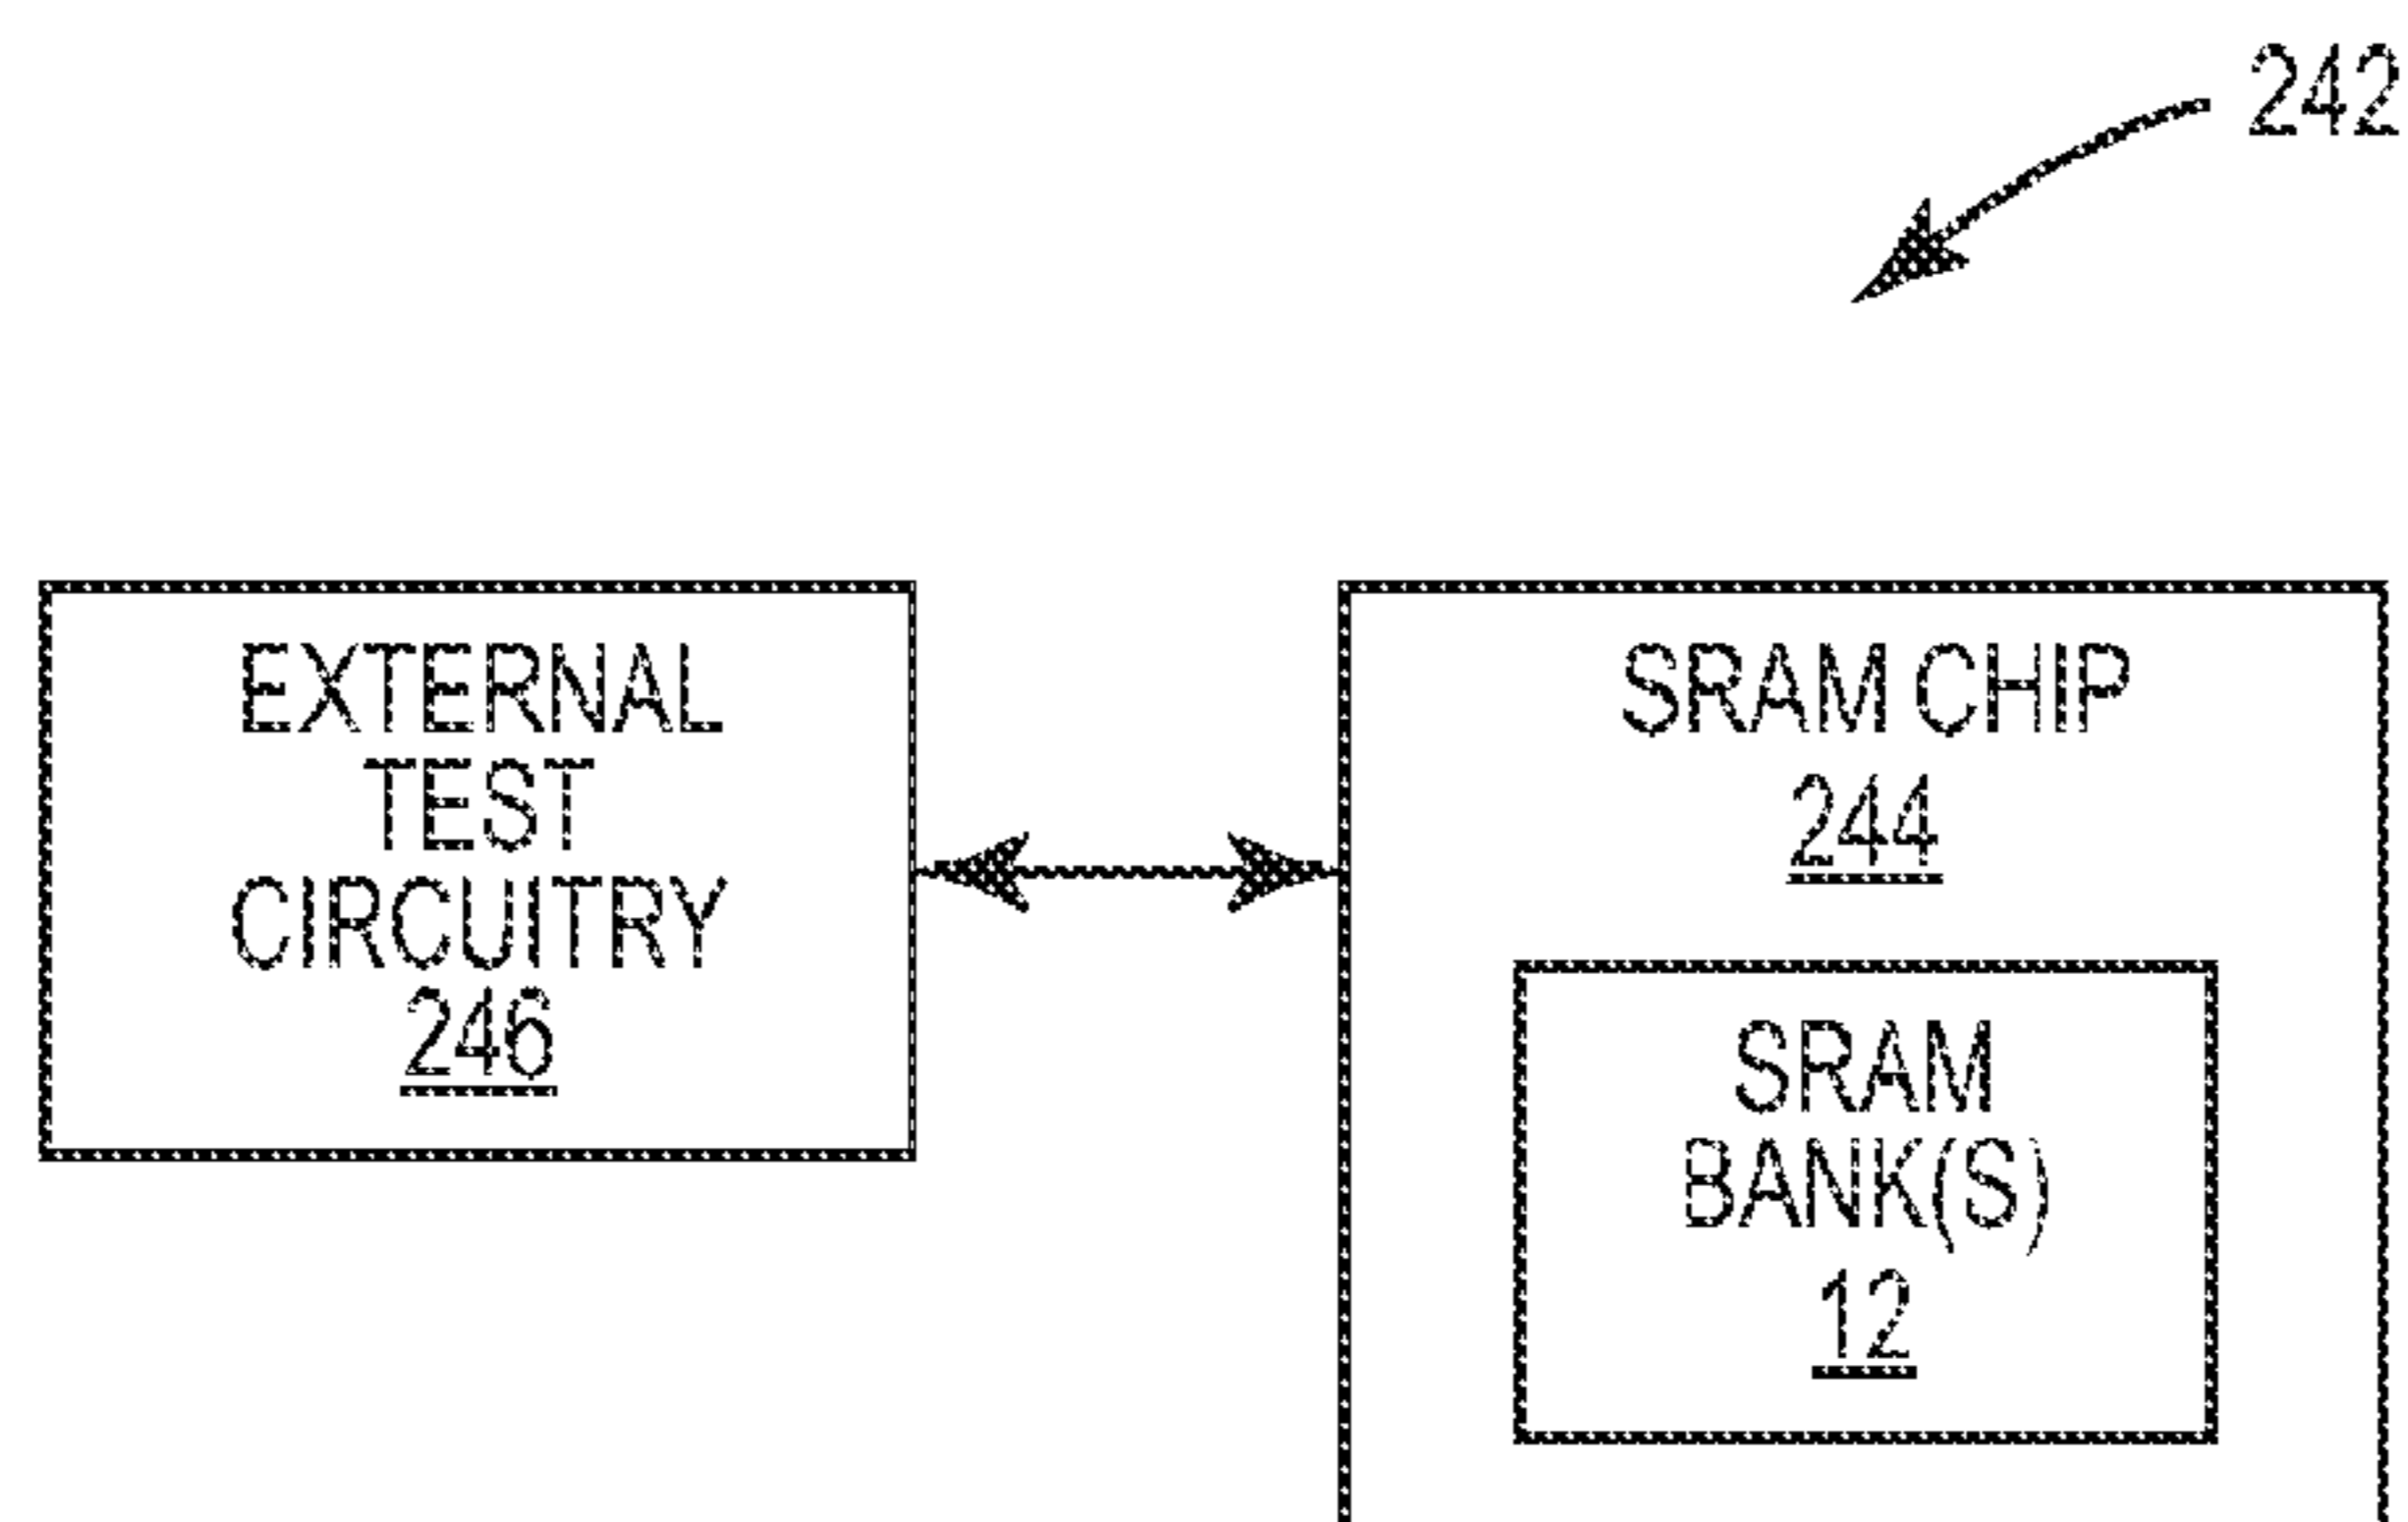 242
EXTERNAL
TEST
CIRCUITRY
246
SRAM CHIP
244
SRAM
BANK(S)
12